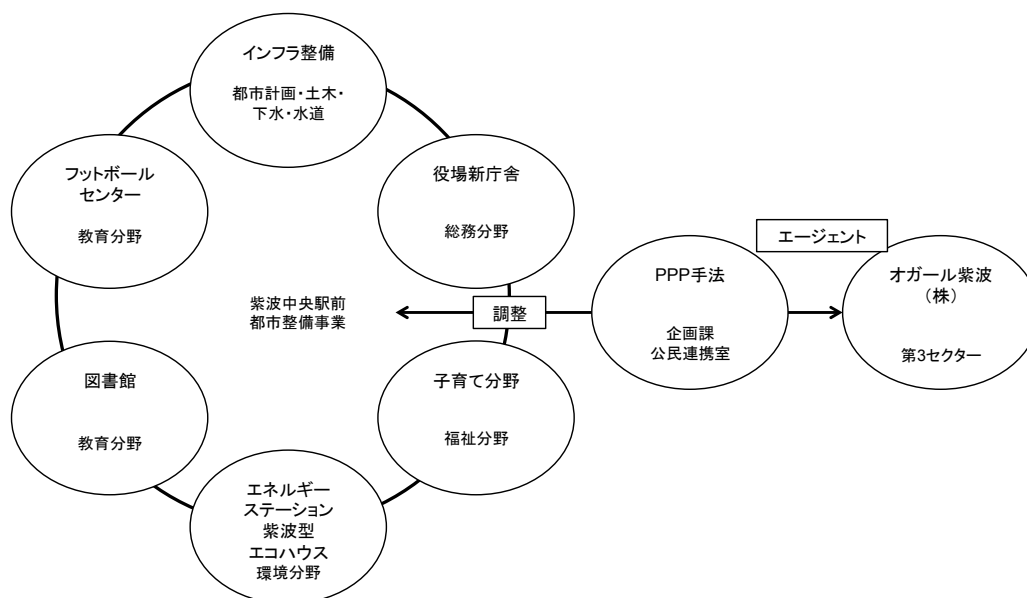 インフラ整備
都市計画・土木・
下水・水道
フットボール
センター
教育分野
役場新庁舎
総務分野
エージェント
PPP手法
企画課
公民連携室
オガール紫波
（株）
第3セクター
紫波中央駅前
都市整備事業
調整
図書館
教育分野
子育て分野
福祉分野
エネルギー
ステーション
紫波型
エコハウス
環境分野